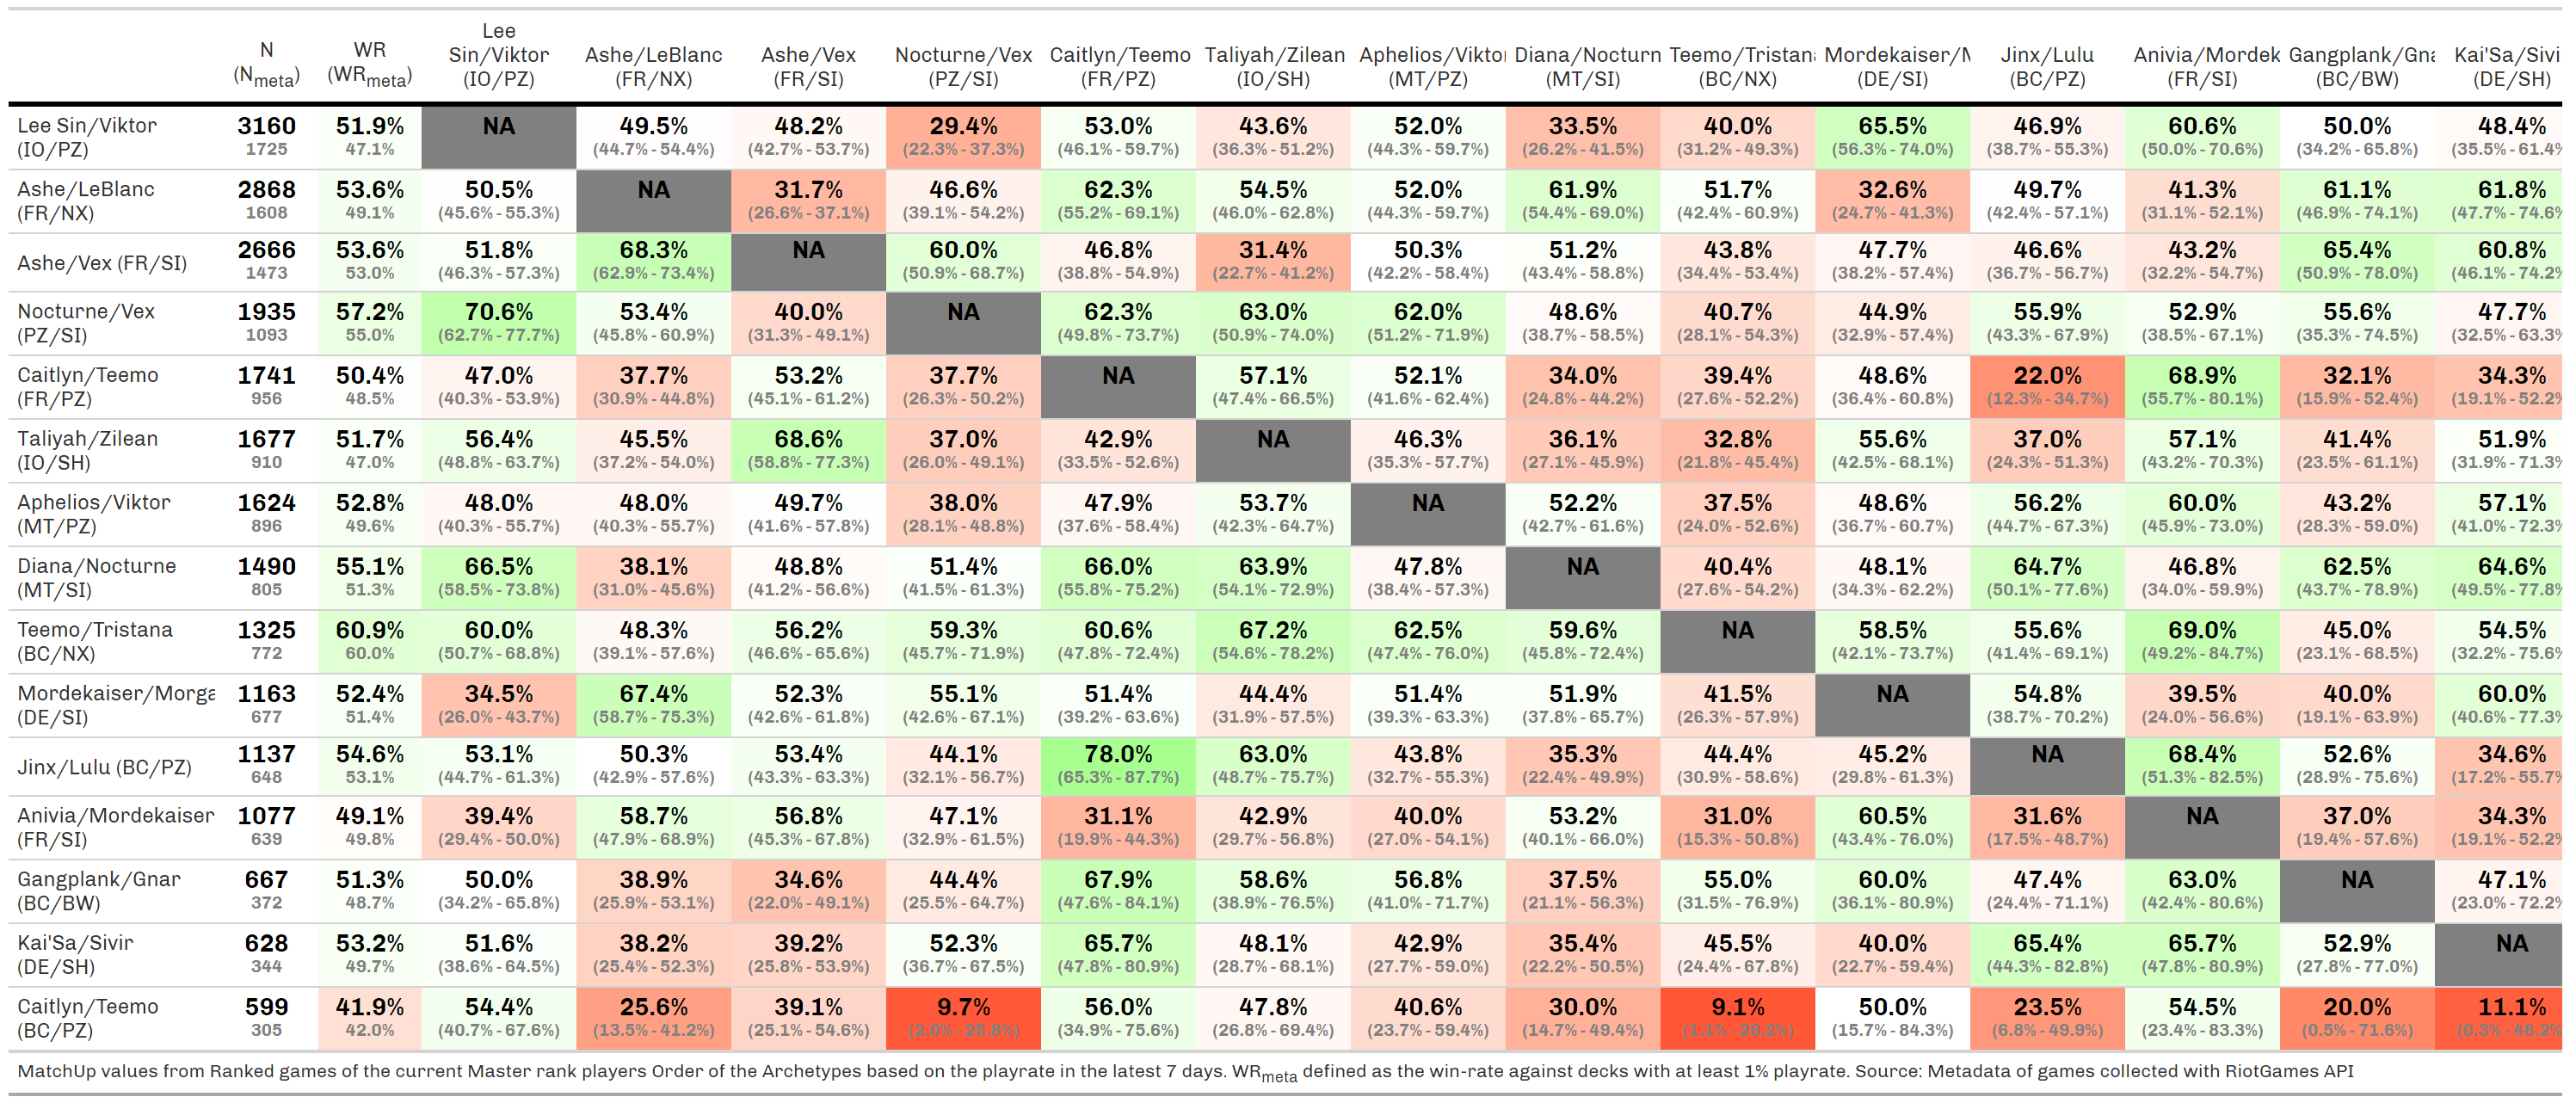 Lee
N WR Sin/Viktor Ashe/LeBlanc Ashe/Vex Nocturne/Vex Caitlyn/Teemo Taliyah/Zilean Aphelios/Viktor Diana/Nocturn Teemo/Tristana Mordekaiser/M Jinx/Lulu Anivia/Mordek Gangplank/Gna Kai'Sa/Sivi
(Nmeta) (WRmeta) (IO/PZ) (FR/NX) (FR/SI) (PZ/SI) (FR/PZ) (IO/SH) (MT/PZ) (MT/SI) (BC/NX) (DE/SI) (BC/PZ) (FR/SI) (BC/BW) (DE/SH)
Lee Sin/Viktor 3160 51.9% NA 49.5% 48.2% 29.4% 53.0% 43.6% 52.0% 33.5% 40.0% 65.5% 46.9% 60.6% 50.0% 48.4%
(IO/PZ) 1725 47.1% (44.7% - 54.4%) (42.7% - 53.7%) (22.3% - 37.3%) (46.1% - 59.7%) (36.3% - 51.2%) (44.3% - 59.7%) (26.2% - 41.5%) (31.2% - 49.3%) (56.3% - 74.0%) (38.7% - 55.3%) (50.0% - 70.6%) (34.2% - 65.8%) (35.5% - 61.4%
Ashe/LeBlanc 2868 53.6% 50.5% NA 31.7% 46.6% 62.3% 54.5% 52.0% 61.9% 51.7% 32.6% 49.7% 41.3% 61.1% 61.8%
(FR/NX) 1608 49.1% (45.6% - 55.3%) (26.6% - 37.1%) (39.1% - 54.2%) (55.2% - 69.1%) (46.0% - 62.8%) (44.3% - 59.7%) (54.4% - 69.0%) (42.4% - 60.9%) (24.7% - 41.3%) (42.4% - 57.1%) (31.1% - 52.1%) (46.9% - 74.1%) (47.7% - 74.6%
Ashe/Vex (FR/SI) 2666 53.6% 51.8% 68.3% NA 60.0% 46.8% 31.4% 50.3% 51.2% 43.8% 47.7% 46.6% 43.2% 65.4% 60.8%
1473 53.0% (46.3% - 57.3%) (62.9% - 73.4%) (50.9% - 68.7%) (38.8% - 54.9%) (22.7% - 41.2%) (42.2% - 58.4%) (43.4% - 58.8%) (34.4% - 53.4%) (38.2% - 57.4%) (36.7% - 56.7%) (32.2% - 54.7%) (50.9% - 78.0%) (46.1% - 74.2%
Nocturne/Vex 1935 57.2% 70.6% 53.4% 40.0% NA 62.3% 63.0% 62.0% 48.6% 40.7% 44.9% 55.9% 52.9% 55.6% 47.7%
(PZ/SI) 1093 55.0% (62.7% - 77.7%) (45.8% - 60.9%) (31.3% - 49.1%) (49.8% - 73.7%) (50.9% - 74.0%) (51.2% - 71.9%) (38.7% - 58.5%) (28.1% - 54.3%) (32.9% - 57.4%) (43.3% - 67.9%) (38.5% - 67.1%) (35.3% - 74.5%) (32.5% - 63.3%
Caitlyn/Teemo 1741 50.4% 47.0% 37.7% 53.2% 37.7% NA 57.1% 52.1% 34.0% 39.4% 48.6% 22.0% 68.9% 32.1% 34.3%
(FR/PZ) 956 48.5% (40.3% - 53.9%) (30.9% - 44.8%) (45.1% - 61.2%) (26.3% - 50.2%) (47.4% - 66.5%) (41.6% - 62.4%) (24.8% - 44.2%) (27.6% - 52.2%) (36.4% - 60.8%) (12.3% - 34.7%) (55.7% - 80.1%) (15.9% - 52.4%) (19.1% - 52.2%
Taliyah/Zilean 1677 51.7% 56.4% 45.5% 68.6% 37.0% 42.9% NA 46.3% 36.1% 32.8% 55.6% 37.0% 57.1% 41.4% 51.9%
(IO/SH) 910 47.0% (48.8% - 63.7%) (37.2% - 54.0%) (58.8% - 77.3%) (26.0% - 49.1%) (33.5% - 52.6%) (35.3% - 57.7%) (27.1% - 45.9%) (21.8% - 45.4%) (42.5% - 68.1%) (24.3% - 51.3%) (43.2% - 70.3%) (23.5% - 61.1%) (31.9% - 71.3%
Aphelios/Viktor 1624 52.8% 48.0% 48.0% 49.7% 38.0% 47.9% 53.7% NA 52.2% 37.5% 48.6% 56.2% 60.0% 43.2% 57.1%
(MT/PZ) 896 49.6% (40.3% - 55.7%) (40.3% - 55.7%) (41.6% - 57.8%) (28.1% - 48.8%) (37.6% - 58.4%) (42.3% - 64.7%) (42.7% - 61.6%) (24.0% - 52.6%) (36.7% - 60.7%) (44.7% - 67.3%) (45.9% - 73.0%) (28.3% - 59.0%) (41.0% - 72.3%
Diana/Nocturne 1490 55.1% 66.5% 38.1% 48.8% 51.4% 66.0% 63.9% 47.8% NA 40.4% 48.1% 64.7% 46.8% 62.5% 64.6%
(MT/SI) 805 51.3% (58.5% - 73.8%) (31.0% - 45.6%) (41.2% - 56.6%) (41.5% - 61.3%) (55.8% - 75.2%) (54.1% - 72.9%) (38.4% - 57.3%) (27.6% - 54.2%) (34.3% - 62.2%) (50.1% - 77.6%) (34.0% - 59.9%) (43.7% - 78.9%) (49.5% - 77.8%
Teemo/Tristana 1325 60.9% 60.0% 48.3% 56.2% 59.3% 60.6% 67.2% 62.5% 59.6% NA 58.5% 55.6% 69.0% 45.0% 54.5%
(BC/NX) 772 60.0% (50.7% - 68.8%) (39.1% - 57.6%) (46.6% - 65.6%) (45.7% - 71.9%) (47.8% - 72.4%) (54.6% - 78.2%) (47.4% - 76.0%) (45.8% - 72.4%) (42.1% - 73.7%) (41.4% - 69.1%) (49.2% - 84.7%) (23.1% - 68.5%) (32.2% - 75.6%
Mordekaiser/Morga 1163 52.4% 34.5% 67.4% 52.3% 55.1% 51.4% 44.4% 51.4% 51.9% 41.5% NA 54.8% 39.5% 40.0% 60.0%
(DE/SI) 677 51.4% (26.0% - 43.7%) (58.7% - 75.3%) (42.6% - 61.8%) (42.6% - 67.1%) (39.2% - 63.6%) (31.9% - 57.5%) (39.3% - 63.3%) (37.8% - 65.7%) (26.3% - 57.9%) (38.7% - 70.2%) (24.0% - 56.6%) (19.1% - 63.9%) (40.6% - 77.3%
Jinx/Lulu (BC/PZ) 1137 54.6% 53.1% 50.3% 53.4% 44.1% 78.0% 63.0% 43.8% 35.3% 44.4% 45.2% NA 68.4% 52.6% 34.6%
648 53.1% (44.7% - 61.3%) (42.9% - 57.6%) (43.3% - 63.3%) (32.1% - 56.7%) (65.3% - 87.7%) (48.7% - 75.7%) (32.7% - 55.3%) (22.4% - 49.9%) (30.9% - 58.6%) (29.8% - 61.3%) (51.3% - 82.5%) (28.9% - 75.6%) (17.2% - 55.7%
Anivia/Mordekaiser 1077 49.1% 39.4% 58.7% 56.8% 47.1% 31.1% 42.9% 40.0% 53.2% 31.0% 60.5% 31.6% NA 37.0% 34.3%
(FR/SI) 639 49.8% (29.4% - 50.0%) (47.9% - 68.9%) (45.3% - 67.8%) (32.9% - 61.5%) (19.9% - 44.3%) (29.7% - 56.8%) (27.0% - 54.1%) (40.1% - 66.0%) (15.3% - 50.8%) (43.4% - 76.0%) (17.5% - 48.7%) (19.4% - 57.6%) (19.1% - 52.2%
Gangplank/Gnar 667 51.3% 50.0% 38.9% 34.6% 44.4% 67.9% 58.6% 56.8% 37.5% 55.0% 60.0% 47.4% 63.0% NA 47.1%
(BC/BW) 372 48.7% (34.2% - 65.8%) (25.9% - 53.1%) (22.0% - 49.1%) (25.5% - 64.7%) (47.6% - 84.1%) (38.9% - 76.5%) (41.0% - 71.7%) (21.1% - 56.3%) (31.5% - 76.9%) (36.1% - 80.9%) (24.4% - 71.1%) (42.4% - 80.6%) (23.0% - 72.2%
Kai'Sa/Sivir 628 53.2% 51.6% 38.2% 39.2% 52.3% 65.7% 48.1% 42.9% 35.4% 45.5% 40.0% 65.4% 65.7% 52.9% NA
(DE/SH) 344 49.7% (38.6% - 64.5%) (25.4% - 52.3%) (25.8% - 53.9%) (36.7% - 67.5%) (47.8% - 80.9%) (28.7% - 68.1%) (27.7% - 59.0%) (22.2% - 50.5%) (24.4% - 67.8%) (22.7% - 59.4%) (44.3% - 82.8%) (47.8% - 80.9%) (27.8% - 77.0%)
Caitlyn/Teemo 599 41.9% 54.4% 25.6% 39.1% 9.7% 56.0% 47.8% 40.6% 30.0% 9.1% 50.0% 23.5% 54.5% 20.0% 11.1%
(BC/PZ) 305 42.0% (40.7% - 67.6%) (13.5% - 41.2%) (25.1% - 54.6%) (2.0% - 25.8%) (34.9% - 75.6%) (26.8% - 69.4%) (23.7% - 59.4%) (14.7% - 49.4%) (1.1% - 29.2%) (15.7% - 84.3%) (6.8% - 49.9%) (23.4% - 83.3%) (0.5% - 71.6%) (0.3% - 48.2%
MatchUp values from Ranked games of the current Master rank players Order of the Archetypes based on the playrate in the latest 7 days. WRmeta defined as the win-rate against decks with at least 1% playrate. Source: Metadata of games collected with RiotGames API